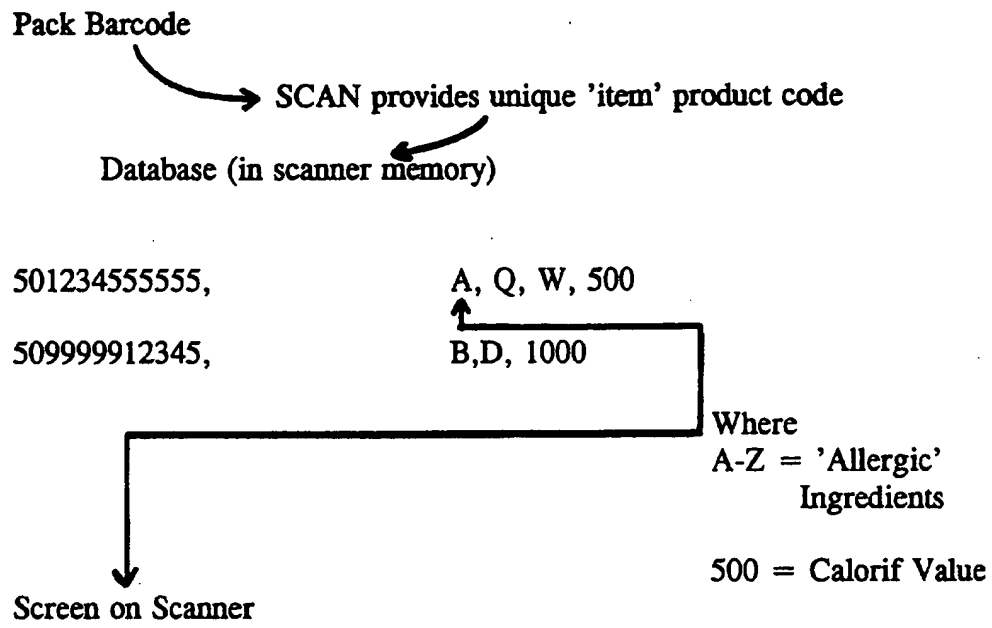 Pack Barcode
SCAN provides unique 'item' product code
Database (in scanner memory)
501234555555, A, Q, W, 500
509999912345, B,D, 1000
Where
A-Z = 'Allergic'
Ingredients
500 = Calorif Value
Screen on Scanner